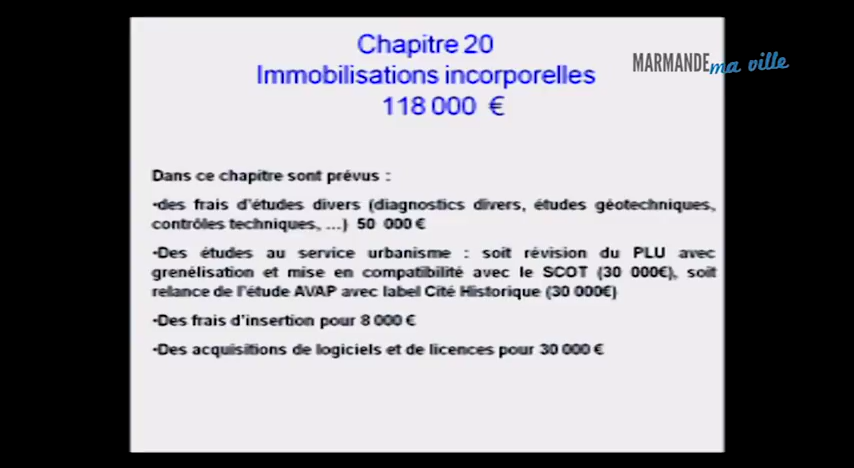 Chapitre 20
Immobilisations incorporelles
118 000 €
MARMANDE ma ville
Dans ce chapitre sont prévus :
•des frais d'études divers (diagnostics divers, études géotechniques,
contrôles techniques, ...) 50 000 €
•Des études au service urbanisme : soit révision du PLU avec
grenélisation et mise en compatibilité avec le SCOT (30 000€), soit
relance de l'étude AVAP avec label Cité Historique (30 000€)
•Des frais d'insertion pour 8 000 €
•Des acquisitions de logiciels et de licences pour 30 000 €